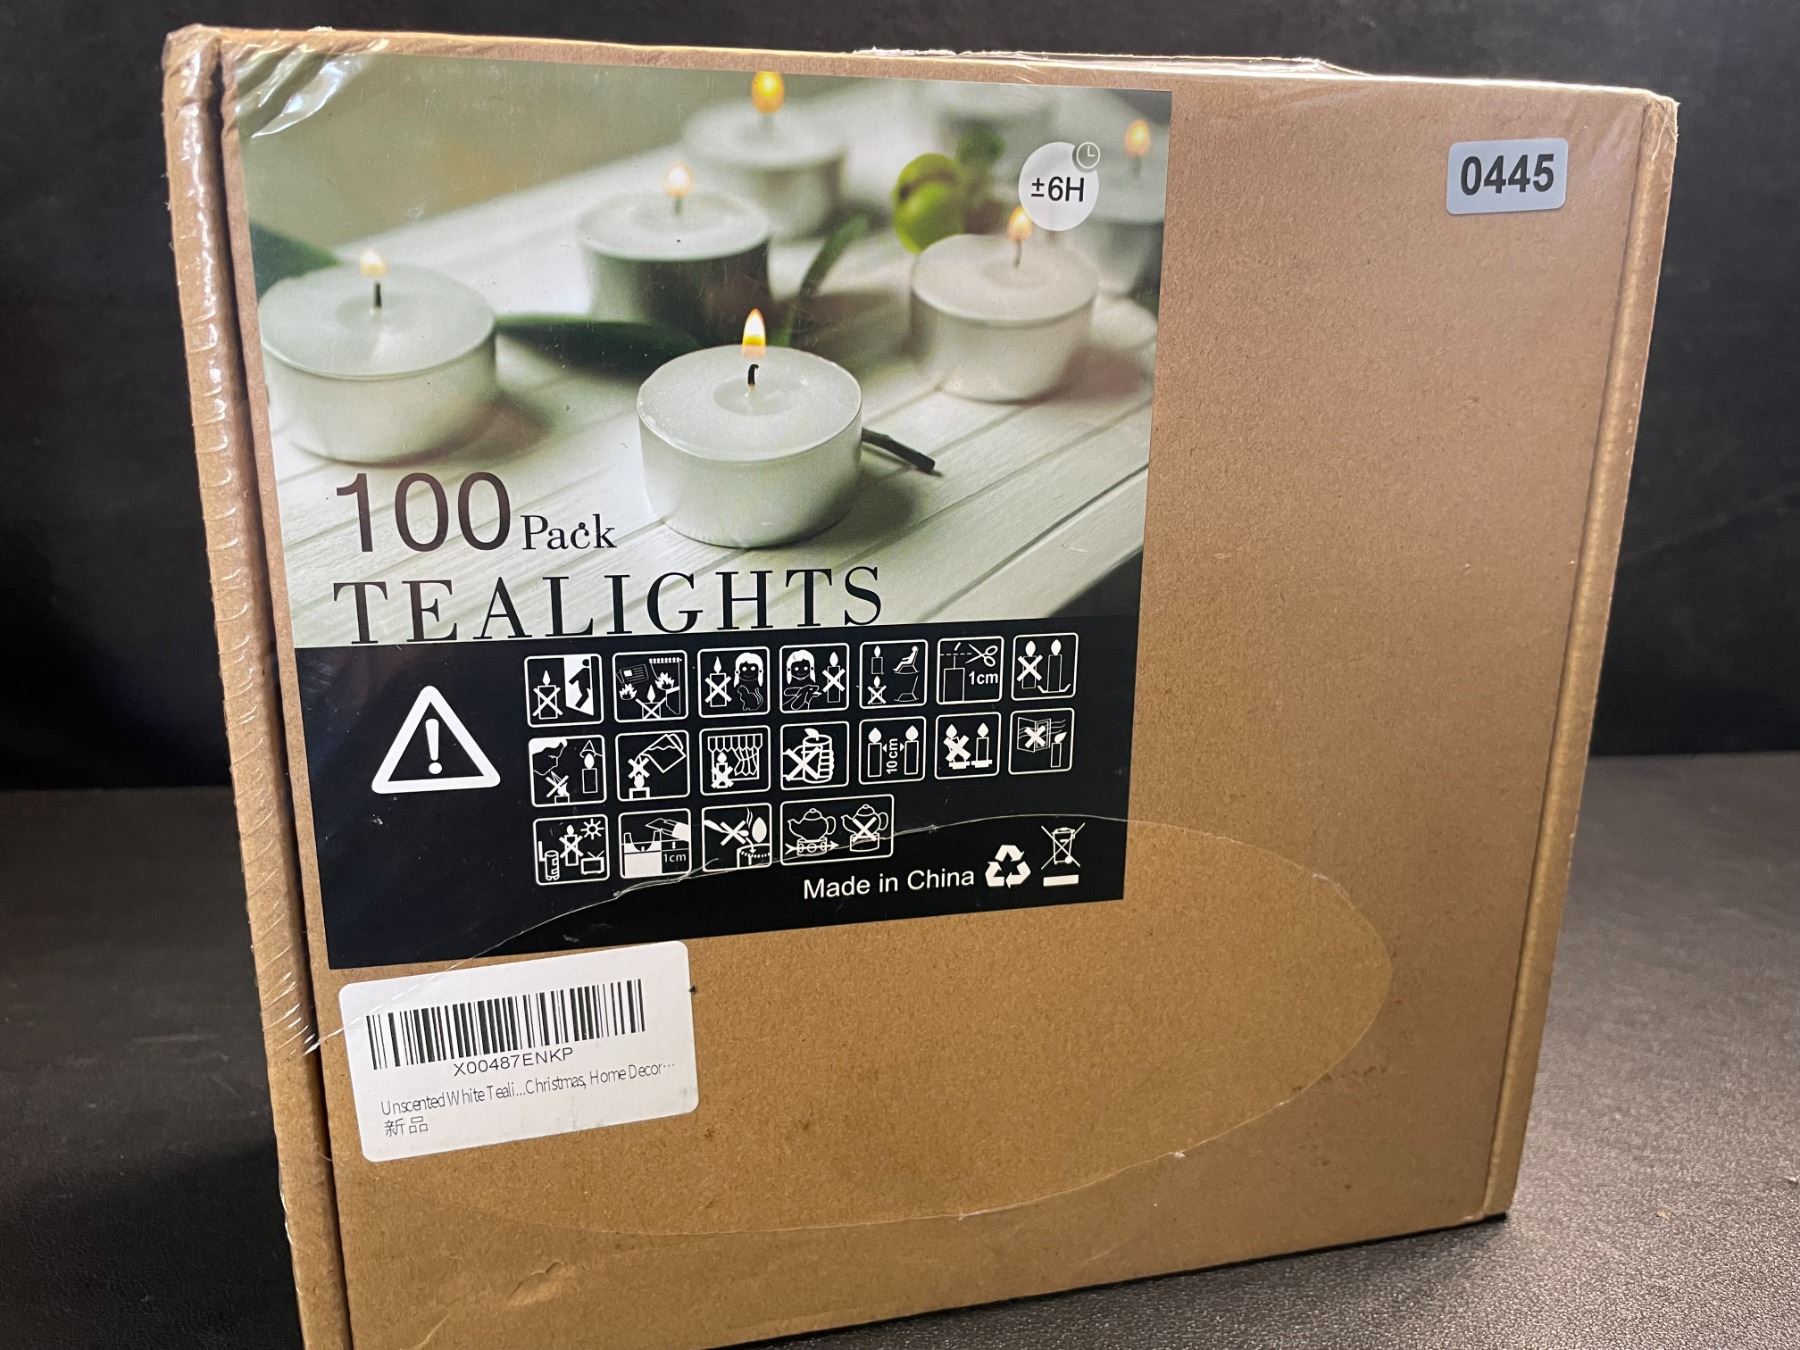 0445
±6H
100 Pack
TEALIGHTS
1cm
10cm
1cm
Made in China
X00487ENKP
Unscented White Teali...Christmas, Home Decor...
新品